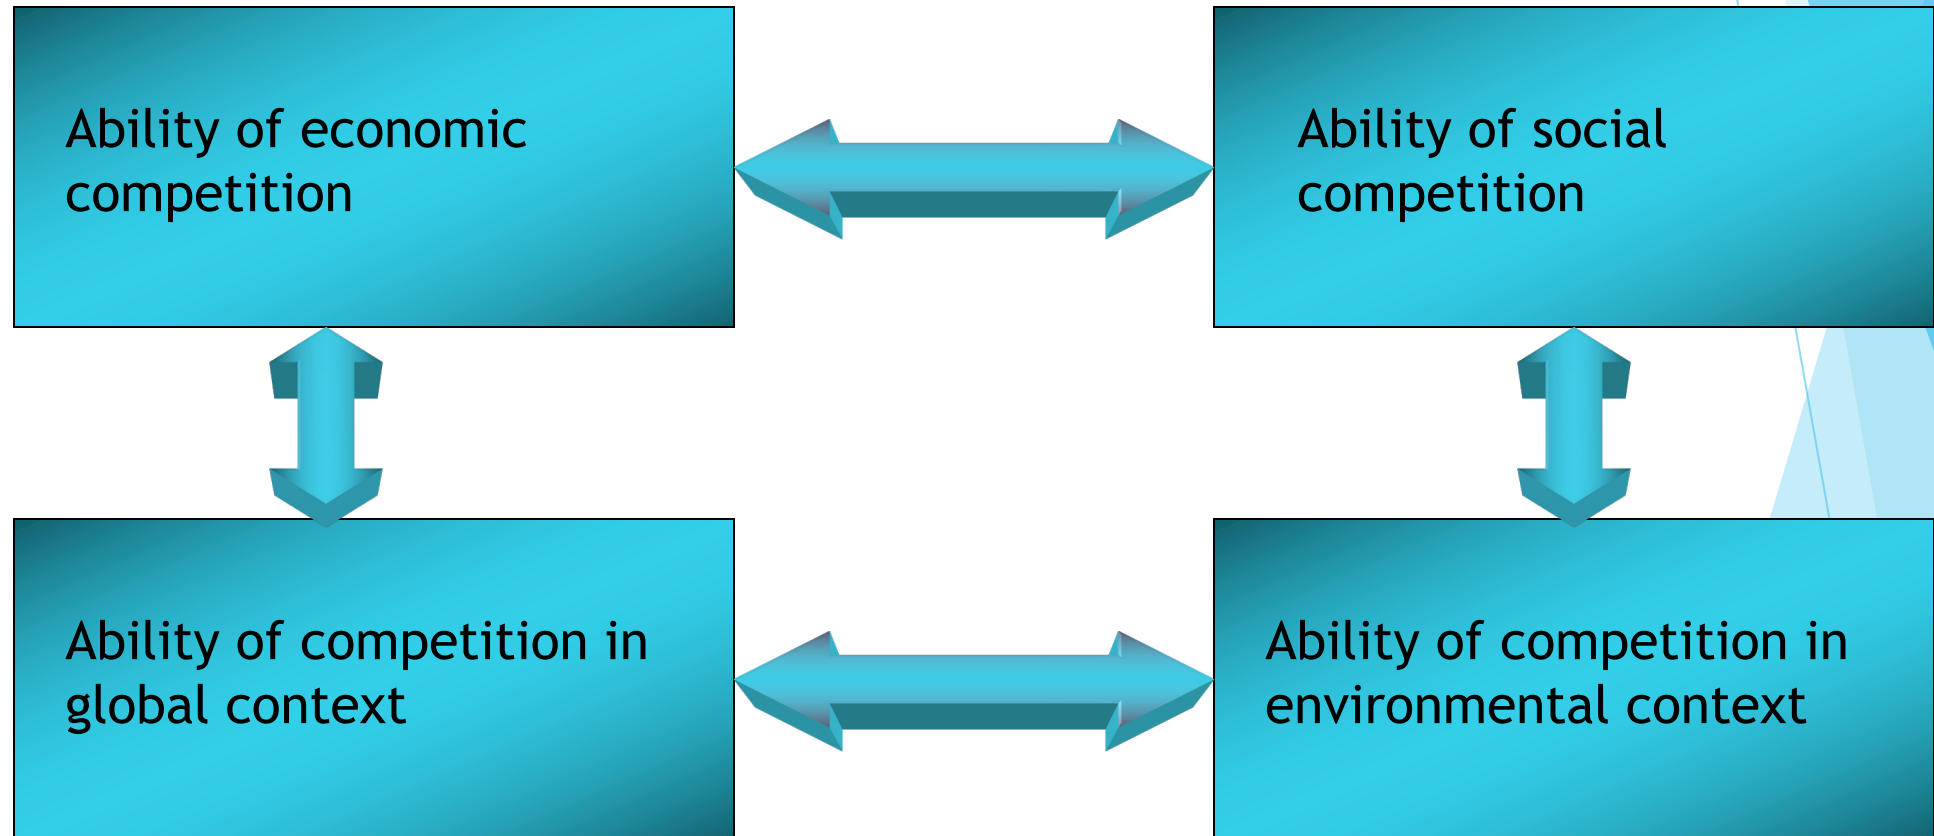 Ability of economic
competition
Ability of social
competition
Ability of competition in
global context
Ability of competition in
environmental context